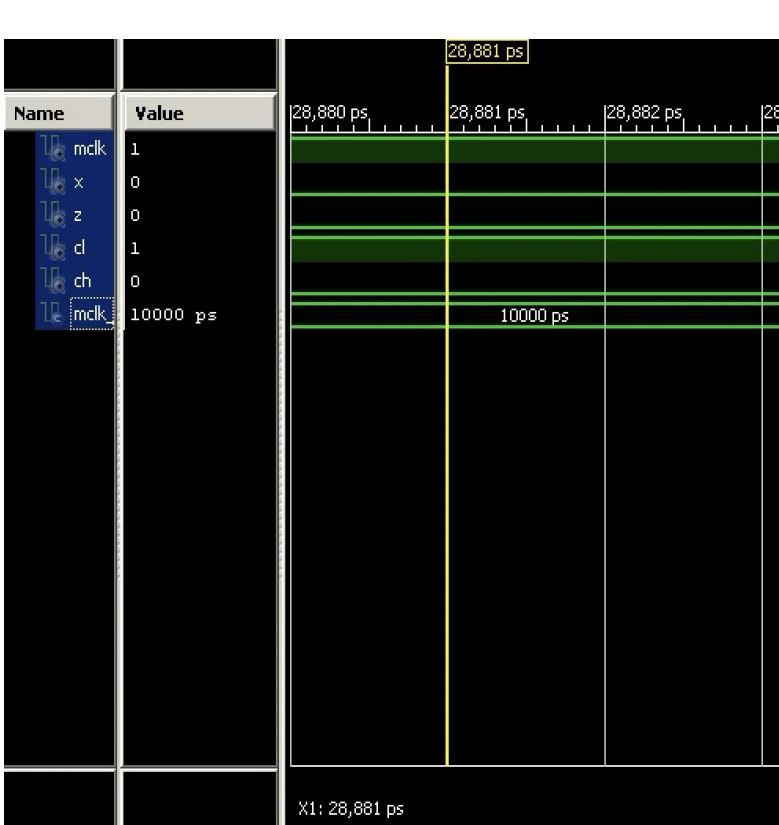 28,881 ps
Name Value 28,880 ps 28,881 ps 28,882 ps 28
mclk 1
x 0
z 0
cl 1
ch 0
mclk_ 10000 ps 10000 ps
X1: 28,881 ps